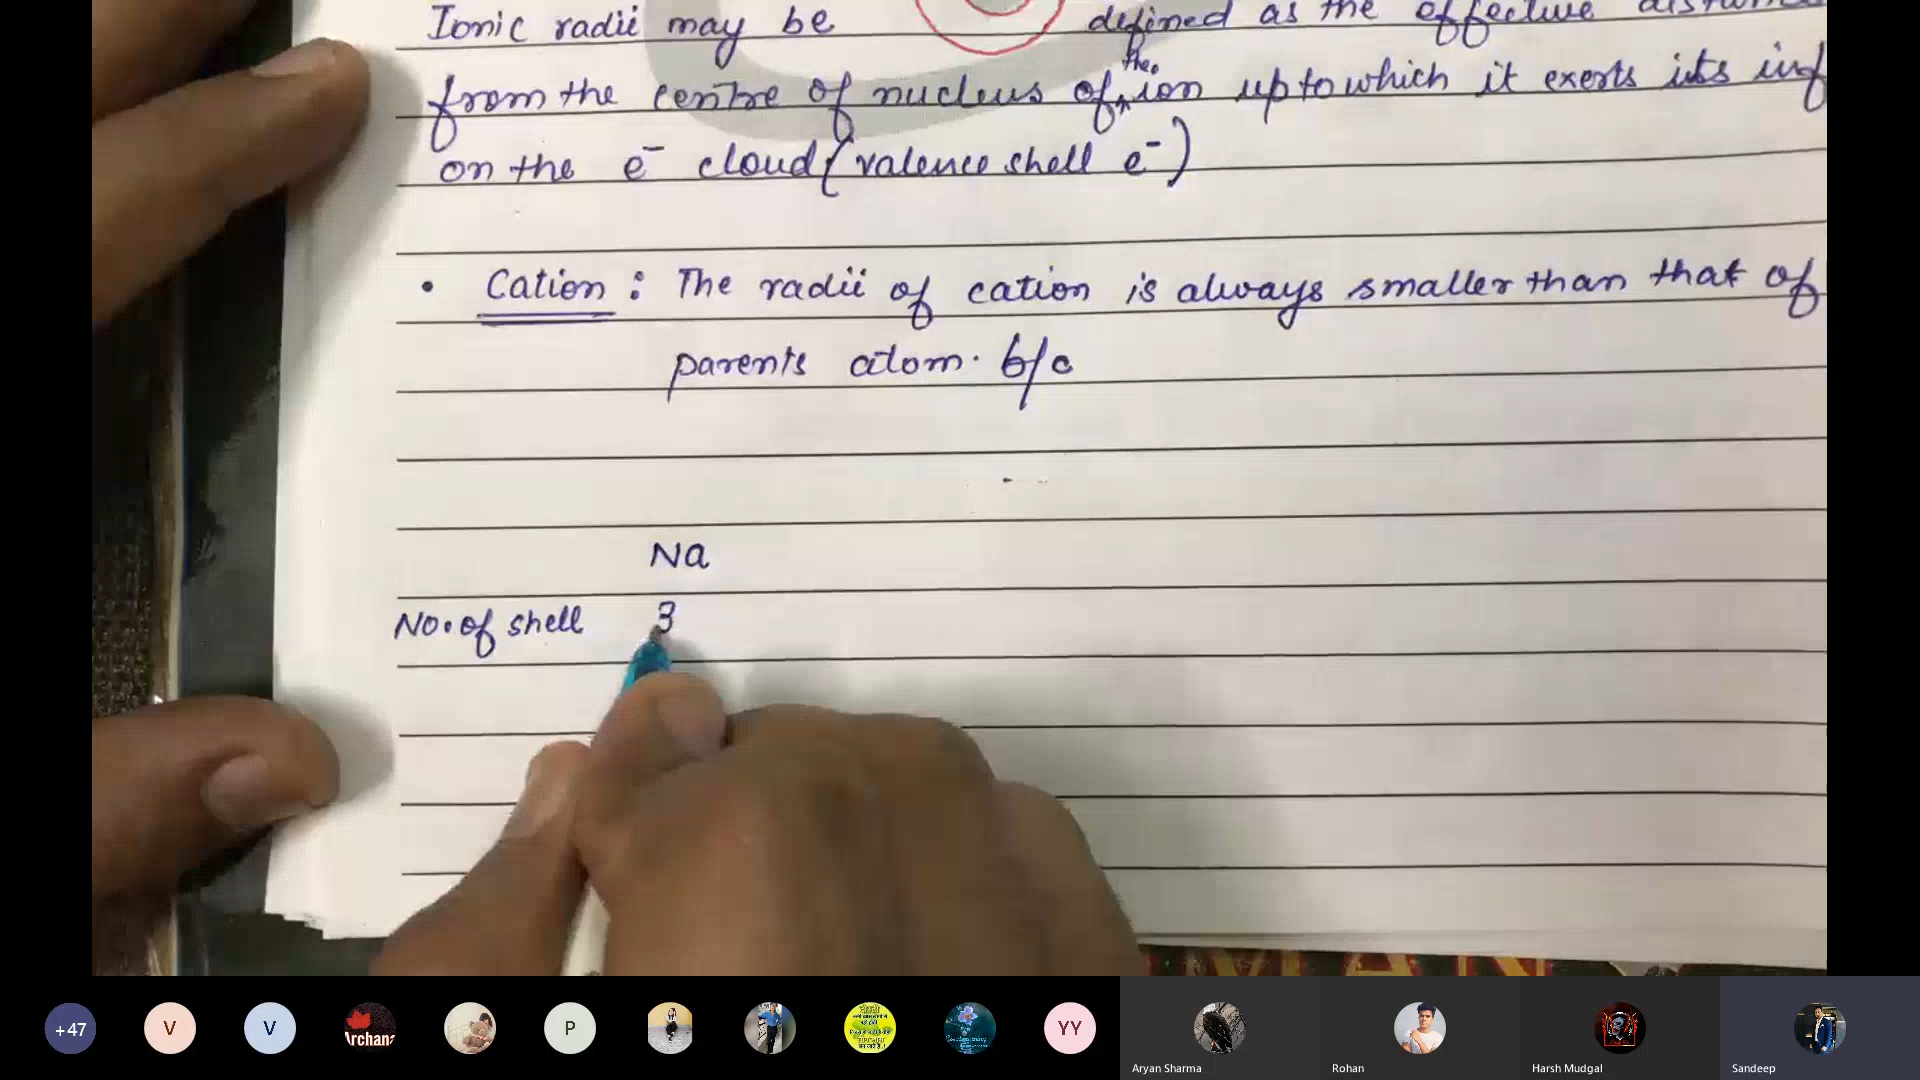 Ionic radii may be defined as the effective
from the centre of nucleus of the ion upto which it exerts its inf
on the e⁻ cloud (valence shell e⁻)
• Cation : The radii of cation is always smaller than that of
parents atom. b/c
Na
No. of shell 3
+47
V
V
Archana
P
YY
Aryan Sharma
Rohan
Harsh Mudgal
Sandeep